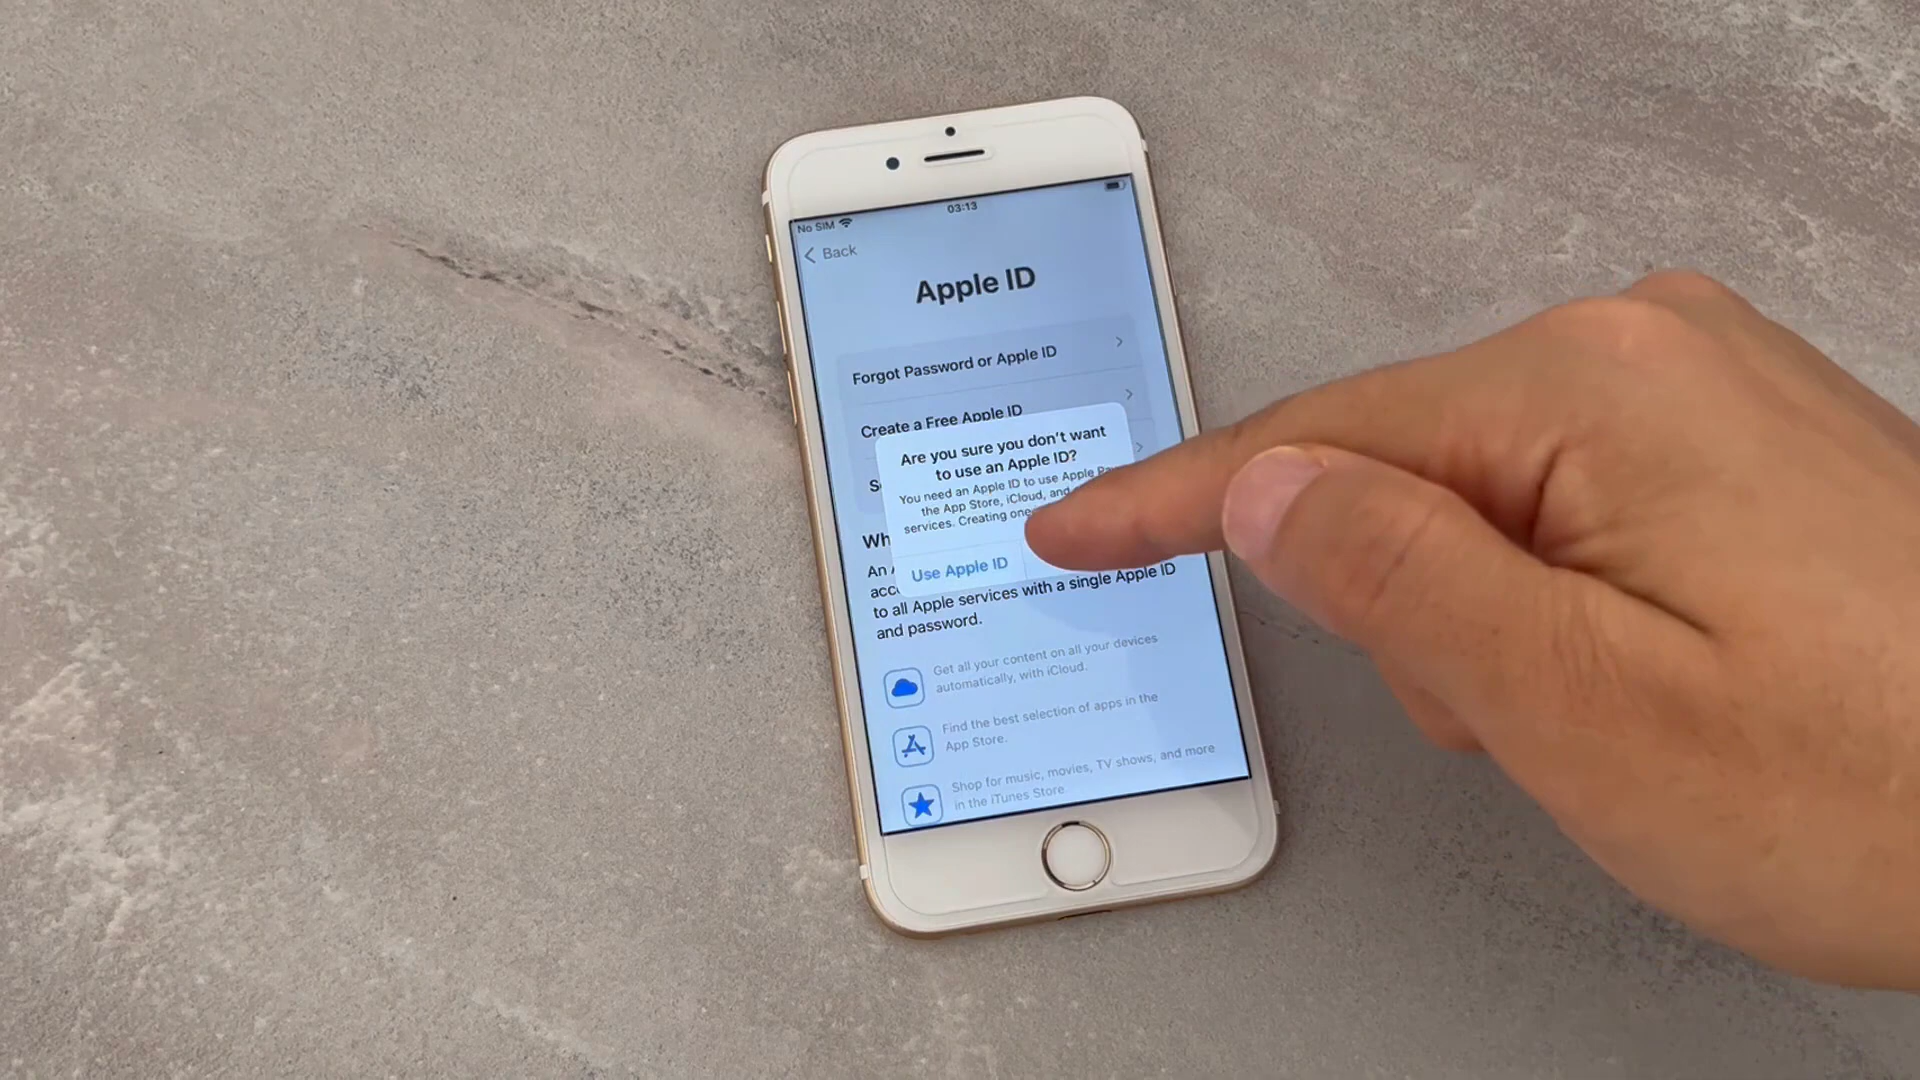 No SIM
03:13
Back
Apple ID
Forgot Password or Apple ID
Create a Free Apple ID
Are you sure you don't want
to use an Apple ID?
You need an Apple ID to use Apple
the App Store, iCloud, and
services. Creating one
Use Apple ID
An
to all Apple services with a single Apple ID
and password.
Get all your content on all your devices
automatically, with iCloud.
Find the best selection of apps in the
App Store.
Shop for music, movies, TV shows, and more
in the iTunes Store.